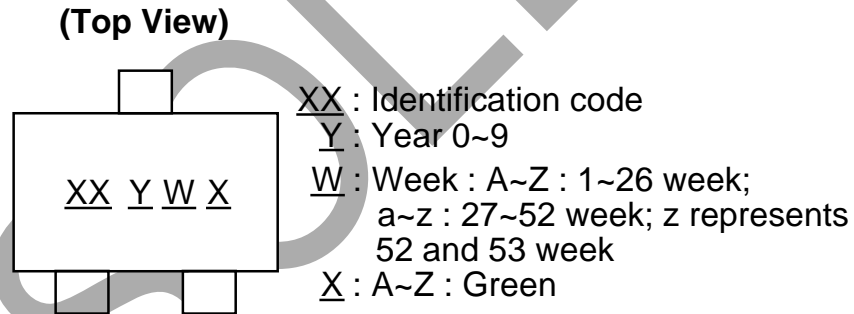 (Top View)
XX Y W X
XX : Identification code
Y : Year 0~9
W : Week : A~Z : 1~26 week;
a~z : 27~52 week; z represents
52 and 53 week
X : A~Z : Green